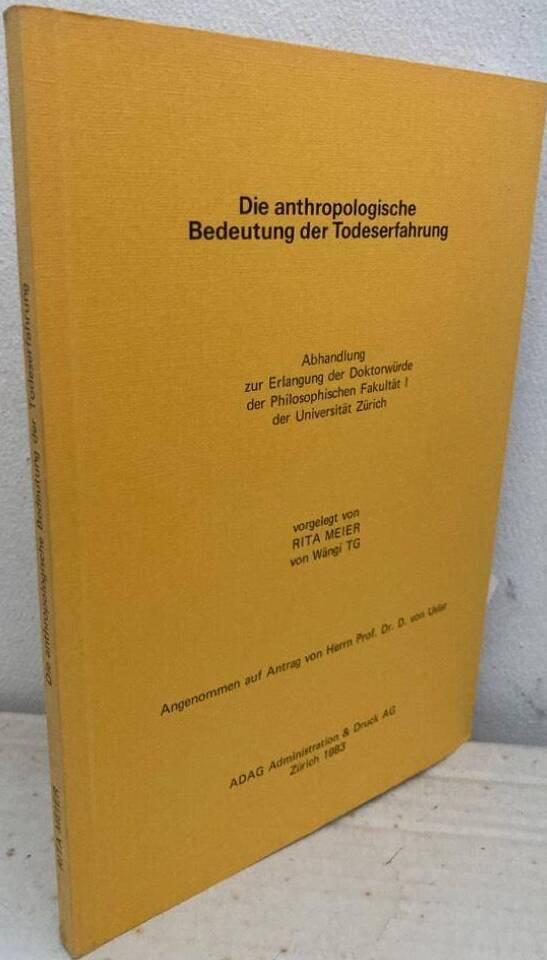 Die anthropologische
Bedeutung der Todeserfahrung
Abhandlung
zur Erlangung der Doktorwürde
der Philosophischen Fakultät I
der Universität Zürich
vorgelegt von
RITA MEIER
von Wängi TG
Angenommen auf Antrag von Herrn Prof. Dr. D. von Uslar
ADAG Administration & Druck AG
Zürich 1983
Die anthropologische Bedeutung der Todeserfahrung
RITA MEIER